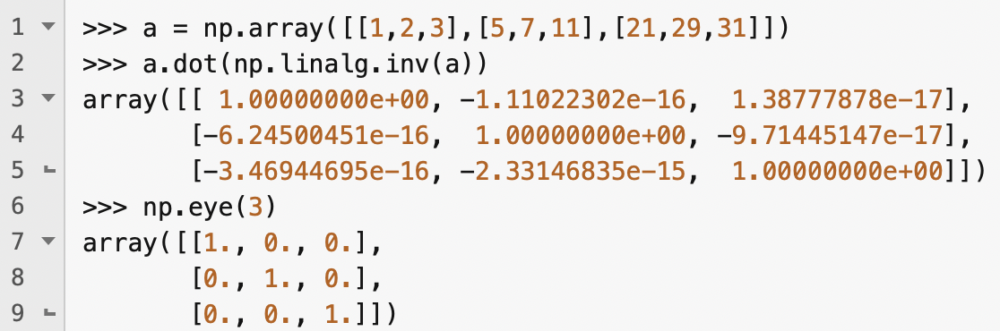 1 >>> a = np.array([[1,2,3],[5,7,11],[21,29,31]])
2 >>> a.dot(np.linalg.inv(a))
3 array([[ 1.00000000e+00, -1.11022302e-16,  1.38777878e-17],
4        [-6.24500451e-16,  1.00000000e+00, -9.71445147e-17],
5        [-3.46944695e-16, -2.33146835e-15,  1.00000000e+00]])
6 >>> np.eye(3)
7 array([[1., 0., 0.],
8        [0., 1., 0.],
9        [0., 0., 1.]])